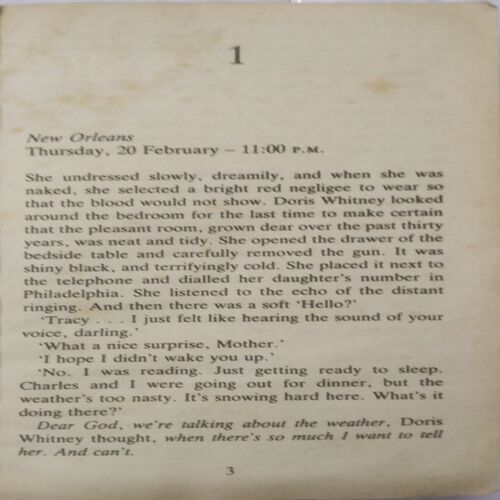 1
New Orleans
Thursday, 20 February – 11:00 P.M.
She undressed slowly, dreamily, and when she was
naked, she selected a bright red negligee to wear so
that the blood would not show. Doris Whitney looked
around the bedroom for the last time to make certain
that the pleasant room, grown dear over the past thirty
years, was neat and tidy. She opened the drawer of the
bedside table and carefully removed the gun. It was
shiny black, and terrifyingly cold. She placed it next to
the telephone and dialled her daughter's number in
Philadelphia. She listened to the echo of the distant
ringing. And then there was a soft 'Hello?'
'Tracy . . . I just felt like hearing the sound of your
voice, darling.'
'What a nice surprise, Mother.'
'I hope I didn't wake you up.'
'No. I was reading. Just getting ready to sleep.
Charles and I were going out for dinner, but the
weather's too nasty. It's snowing hard here. What's it
doing there?'
Dear God, we're talking about the weather, Doris
Whitney thought, when there's so much I want to tell
her. And can't.
3